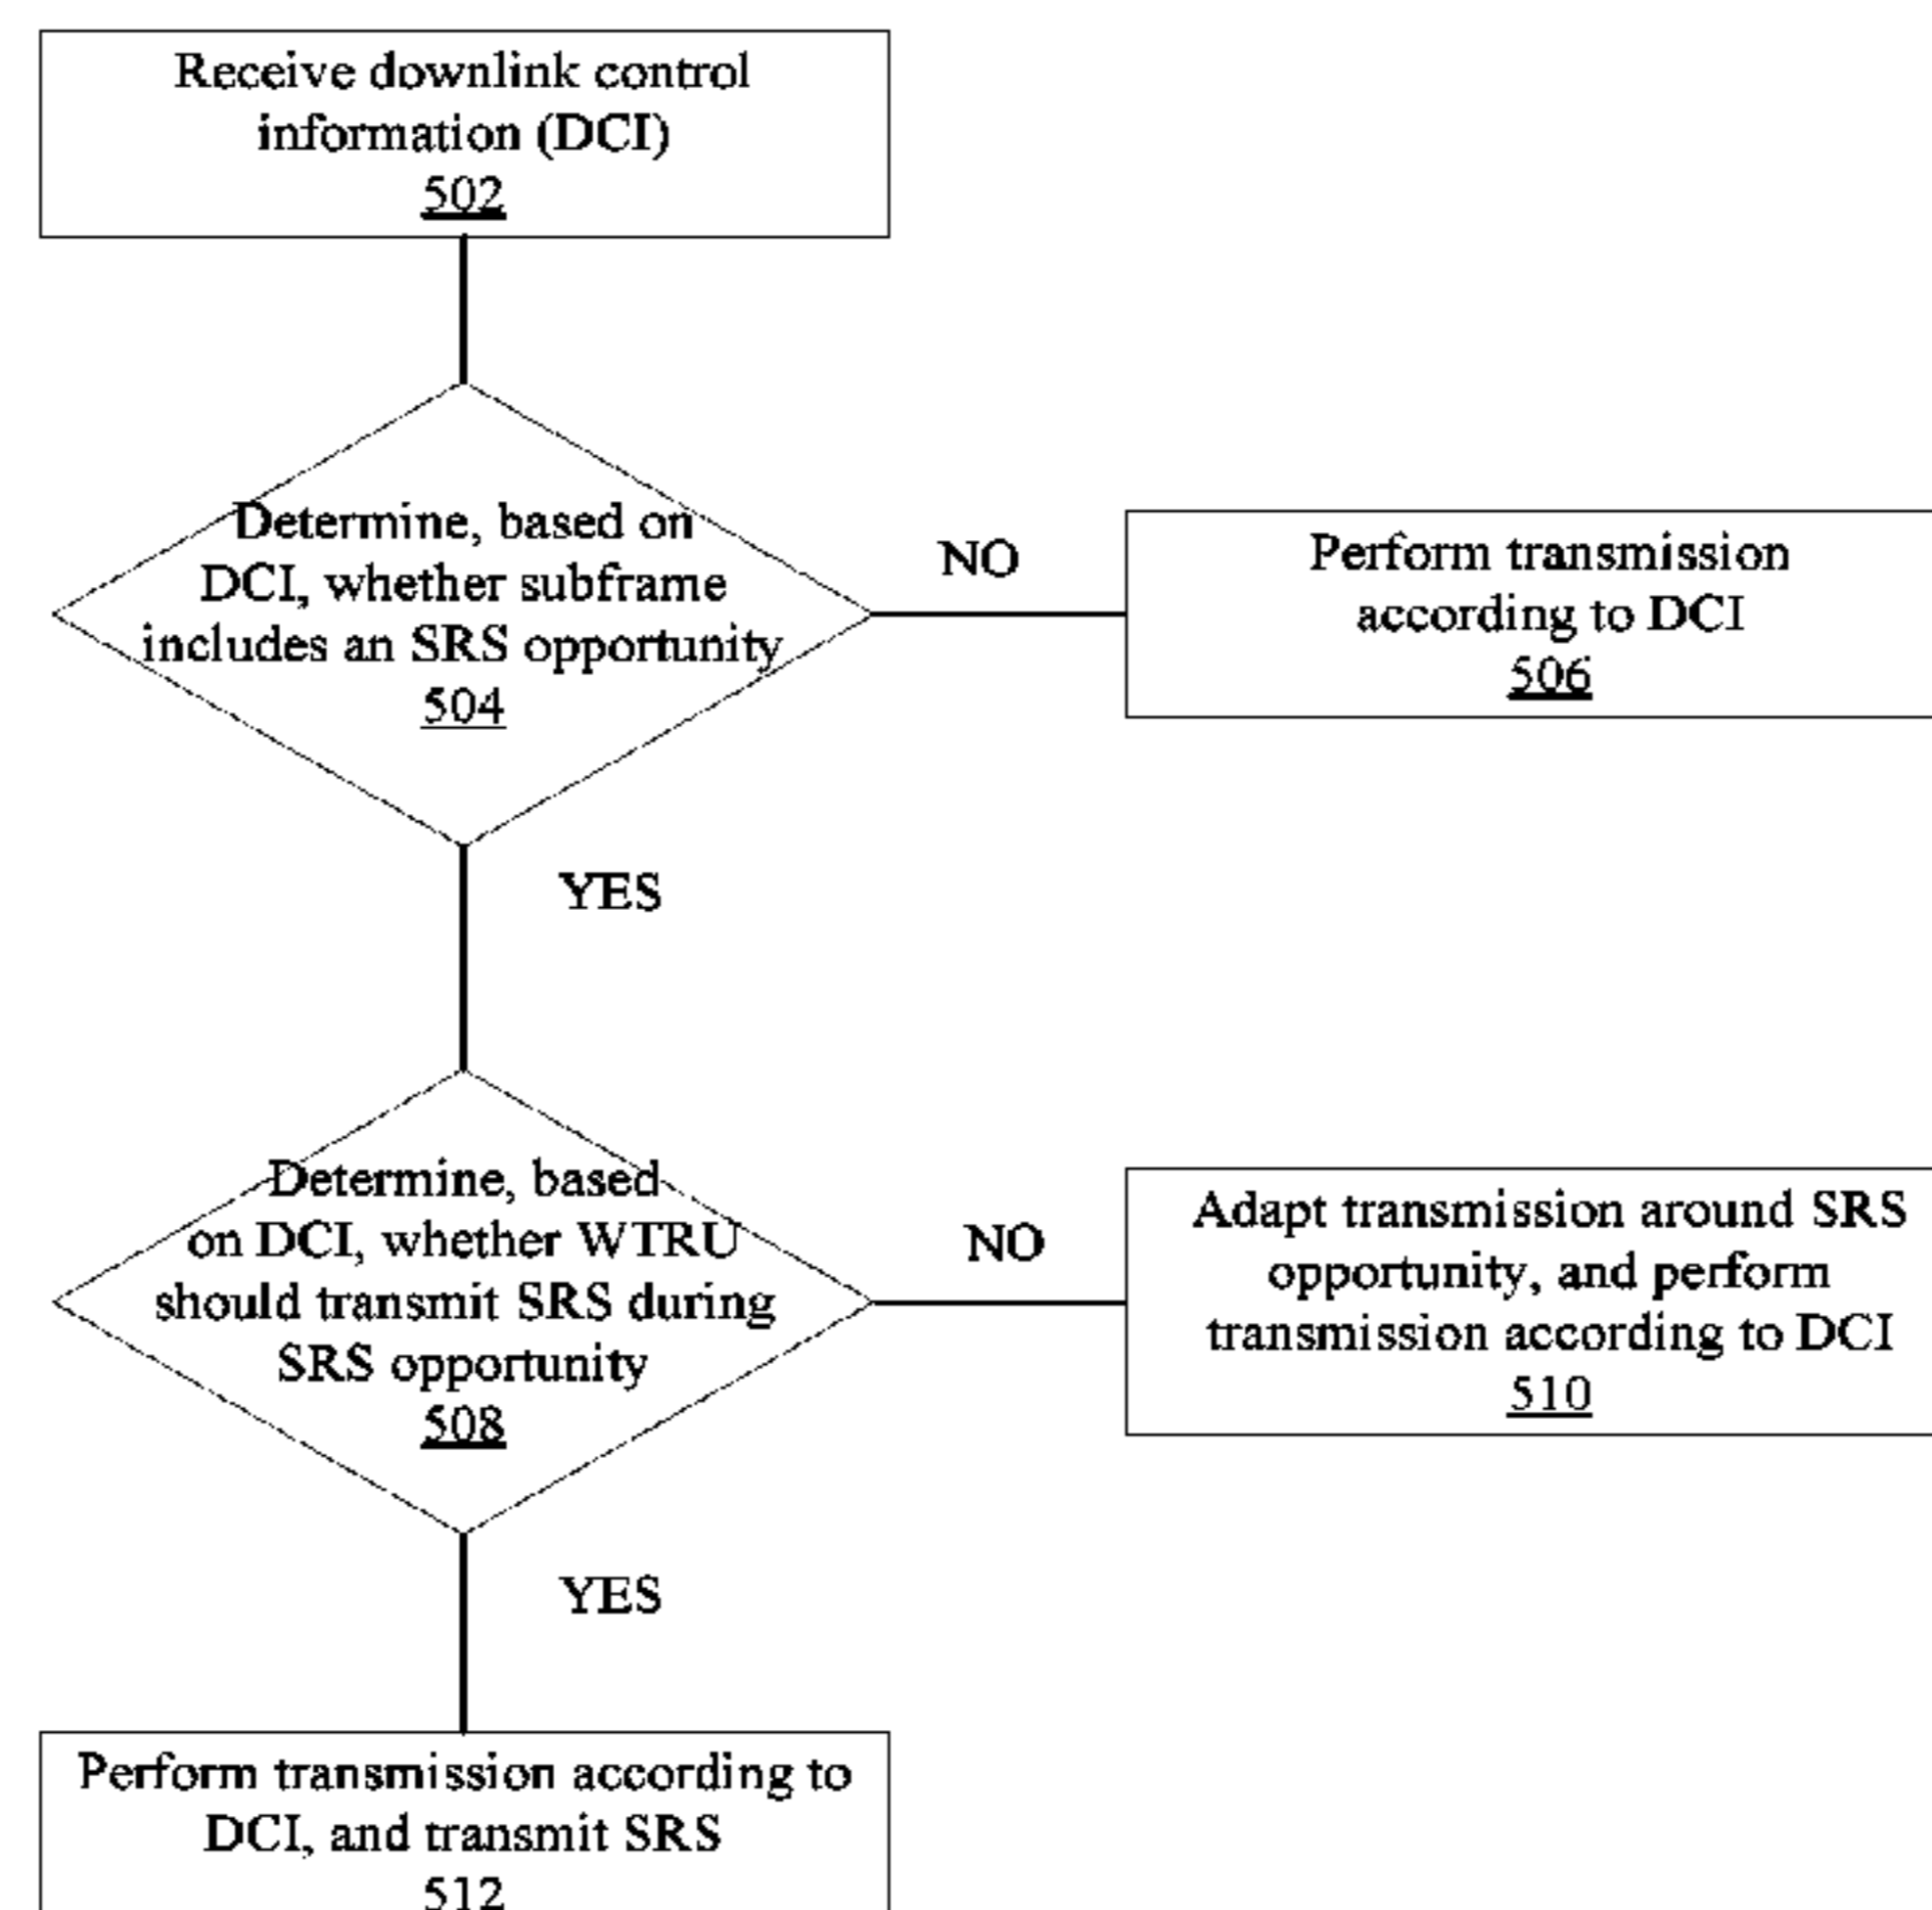 Receive downlink control
information (DCI)
502
Determine, based on
DCI, whether subframe
includes an SRS opportunity
504
NO
Perform transmission
according to DCI
506
YES
Determine, based
on DCI, whether WTRU
should transmit SRS during
SRS opportunity
508
NO
Adapt transmission around SRS
opportunity, and perform
transmission according to DCI
510
YES
Perform transmission according to
DCI, and transmit SRS
512